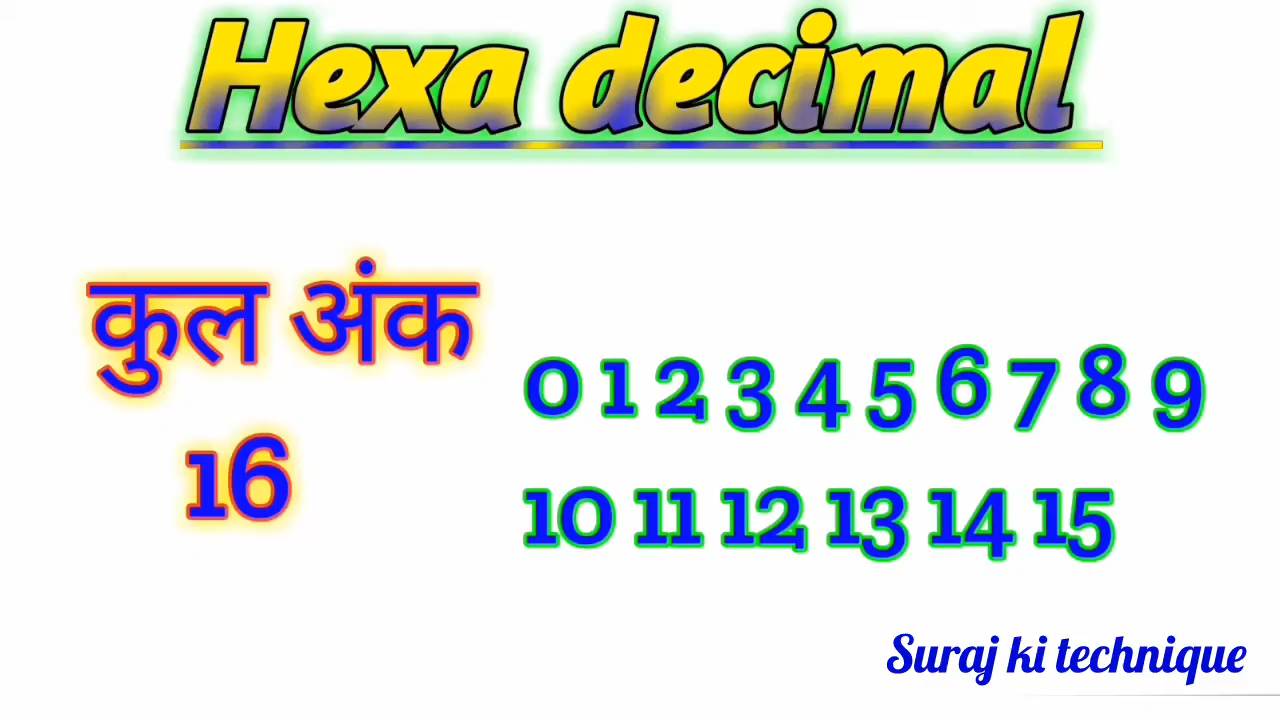 Hexa decimal
कुल अंक
16
0 1 2 3 4 5 6 7 8 9
10 11 12 13 14 15
Suraj ki technique